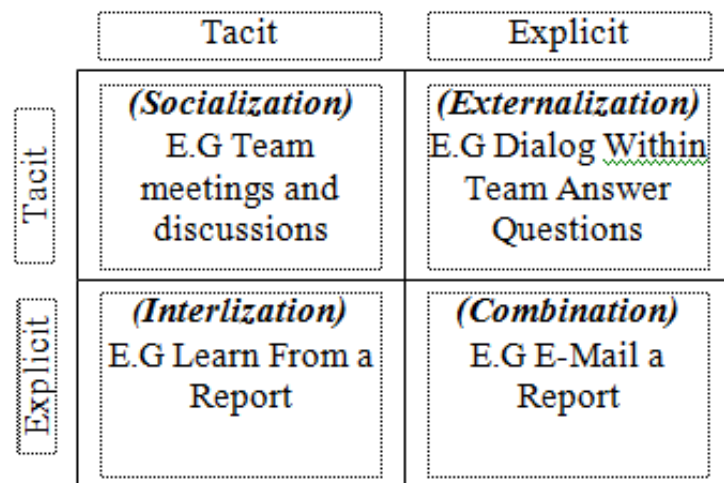 Tacit
Explicit
Tacit
(Socialization)
E.G Team
meetings and
discussions
(Externalization)
E.G Dialog Within
Team Answer
Questions
Explicit
(Interlization)
E.G Learn From a
Report
(Combination)
E.G E-Mail a
Report